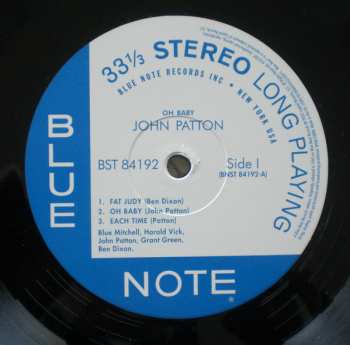 33⅓ STEREO LONG PLAYING
BLUE NOTE RECORDS INC • NEW YORK USA
OH BABY
JOHN PATTON
BST 84192
Side I
(BNST 84192-A)
1. FAT JUDY (Ben Dixon)
2. OH BABY (John Patton)
3. EACH TIME (Patton)
Blue Mitchell, Harold Vick,
John Patton, Grant Green,
Ben Dixon.
BLUE
NOTE
®